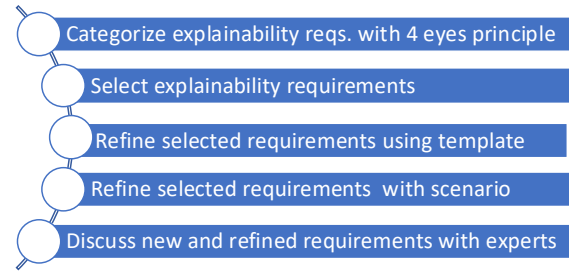 Categorize explainability reqs. with 4 eyes principle
Select explainability requirements
Refine selected requirements using template
Refine selected requirements with scenario
Discuss new and refined requirements with experts